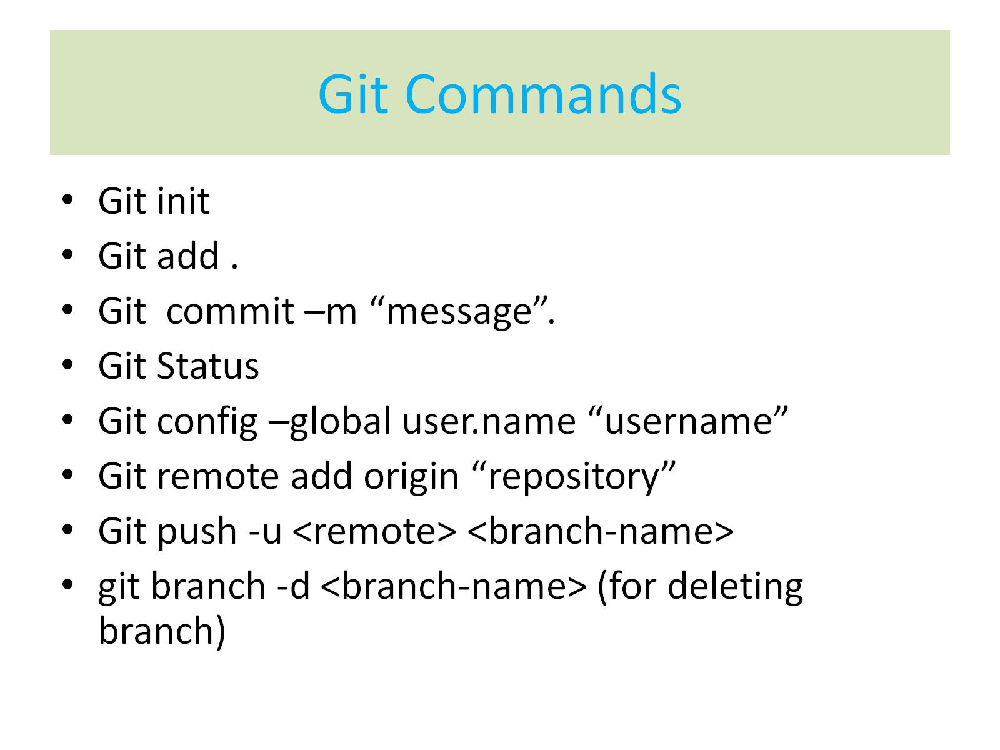 Git Commands
• Git init
• Git add .
• Git  commit –m “message”.
• Git Status
• Git config –global user.name “username”
• Git remote add origin “repository”
• Git push -u <remote> <branch-name>
• git branch -d <branch-name> (for deleting
branch)